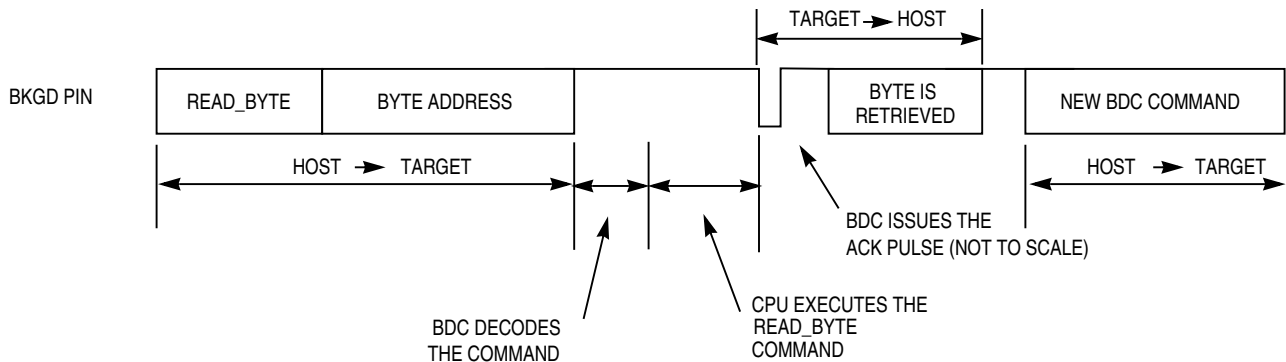 TARGET → HOST
BKGD PIN
READ_BYTE
BYTE ADDRESS
BYTE IS
RETRIEVED
NEW BDC COMMAND
HOST → TARGET
HOST → TARGET
BDC ISSUES THE
ACK PULSE (NOT TO SCALE)
BDC DECODES
THE COMMAND
CPU EXECUTES THE
READ_BYTE
COMMAND